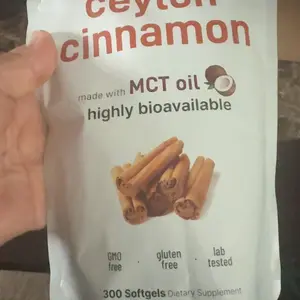 ceylon
cinnamon
made with MCT oil
highly bioavailable
GMO free · gluten free · lab tested
300 Softgels Dietary Supplement